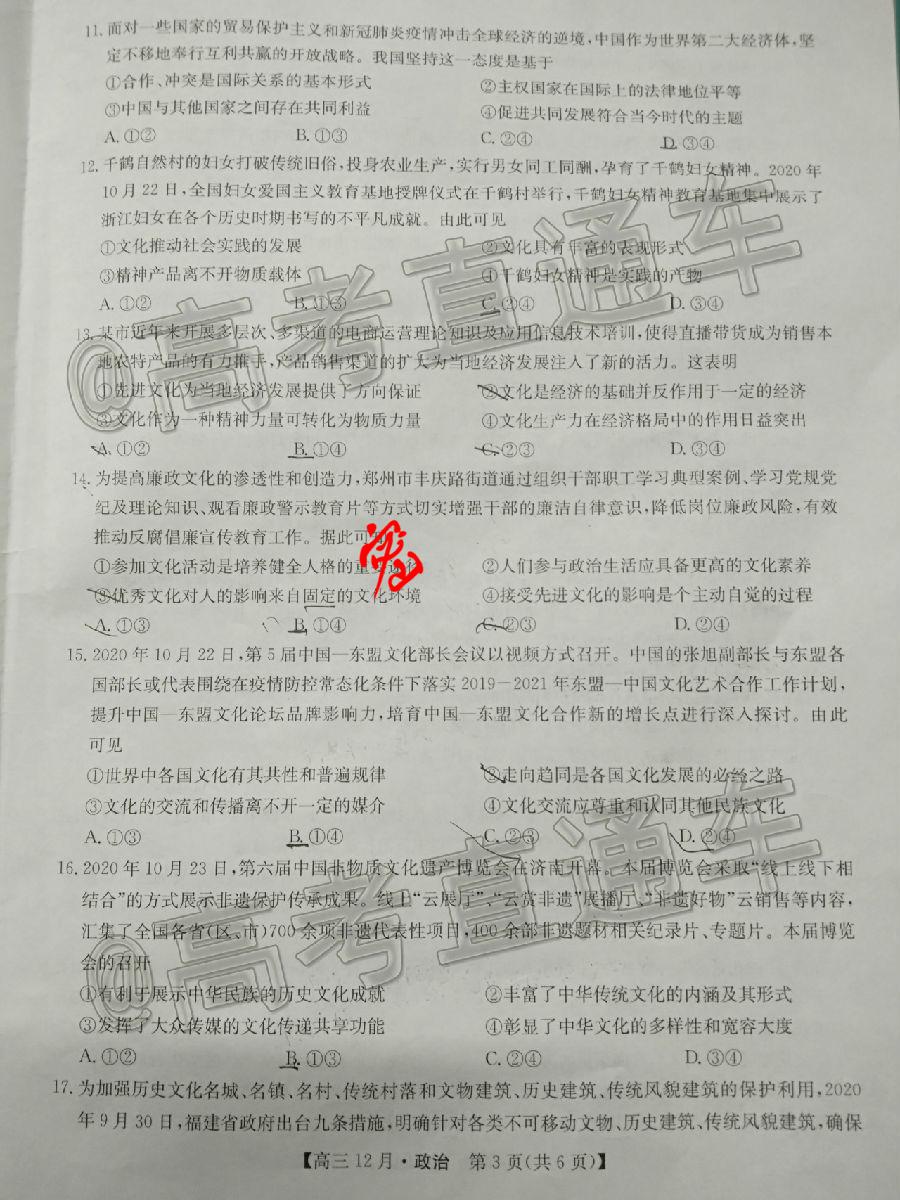 11. 面对一些国家的贸易保护主义和新冠肺炎疫情冲击全球经济的逆境,中国作为世界第二大经济体,坚
定不移地奉行互利共赢的开放战略。我国坚持这一态度是基于
①合作、冲突是国际关系的基本形式 ②主权国家在国际上的法律地位平等
③中国与其他国家之间存在共同利益 ④促进共同发展符合当今时代的主题
A. ①② B. ①③ C. ②④ D. ③④
12. 千鹤自然村的妇女打破传统旧俗,投身农业生产,实行男女同工同酬,孕育了千鹤妇女精神。2020 年
10 月 22 日,全国妇女爱国主义教育基地授牌仪式在千鹤村举行,千鹤妇女精神教育基地集中展示了
浙江妇女在各个历史时期书写的不平凡成就。由此可见
①文化推动社会实践的发展 ②文化具有丰富的表现形式
③精神产品离不开物质载体 ④千鹤妇女精神是实践的产物
A. ①② B. ①③ C. ②④ D. ③④
13. 某市近年来开展多层次、多渠道的电商运营理论知识及应用信息技术培训,使得直播带货成为销售本
地农特产品的有力推手,产品销售渠道的扩大为当地经济发展注入了新的活力。这表明
①先进文化为当地经济发展提供了方向保证 ②文化是经济的基础并反作用于一定的经济
③文化作为一种精神力量可转化为物质力量 ④文化生产力在经济格局中的作用日益突出
A. ①② B. ①④ C. ②③ D. ③④
14. 为提高廉政文化的渗透性和创造力,郑州市丰庆路街道通过组织干部职工学习典型案例、学习党规党
纪及理论知识、观看廉政警示教育片等方式切实增强干部的廉洁自律意识,降低岗位廉政风险,有效
推动反腐倡廉宣传教育工作。据此可知
①参加文化活动是培养健全人格的重要途径 ②人们参与政治生活应具备更高的文化素养
③优秀文化对人的影响来自固定的文化环境 ④接受先进文化的影响是个主动自觉的过程
A. ①③ B. ①④ C. ②③ D. ②④
15. 2020 年 10 月 22 日,第 5 届中国—东盟文化部长会议以视频方式召开。中国的张旭副部长与东盟各
国部长或代表围绕在疫情防控常态化条件下落实 2019-2021 年东盟—中国文化艺术合作工作计划,
提升中国—东盟文化论坛品牌影响力,培育中国—东盟文化合作新的增长点进行深入探讨。由此
可见
①世界中各国文化有其共性和普遍规律 ②走向趋同是各国文化发展的必经之路
③文化的交流和传播离不开一定的媒介 ④文化交流应尊重和认同其他民族文化
A. ①③ B. ①④ C. ②③ D. ②④
16. 2020 年 10 月 23 日,第六届中国非物质文化遗产博览会在济南开幕。本届博览会采取“线上线下相
结合”的方式展示非遗保护传承成果。线上“云展厅”、“云赏非遗”展播厅、“非遗好物”云销售等内容,
汇集了全国各省(区、市)700 余项非遗代表性项目,400 余部非遗题材相关纪录片、专题片。本届博览
会的召开
①有利于展示中华民族的历史文化成就 ②丰富了中华传统文化的内涵及其形式
③发挥了大众传媒的文化传递共享功能 ④彰显了中华文化的多样性和宽容大度
A. ①② B. ①③ C. ②④ D. ③④
17. 为加强历史文化名城、名镇、名村、传统村落和文物建筑、历史建筑、传统风貌建筑的保护利用,2020
年 9 月 30 日,福建省政府出台九条措施,明确针对各类不可移动文物、历史建筑、传统风貌建筑,确保
【高三 12 月·政治 第 3 页(共 6 页)】
@高考直通车
@高考直通车